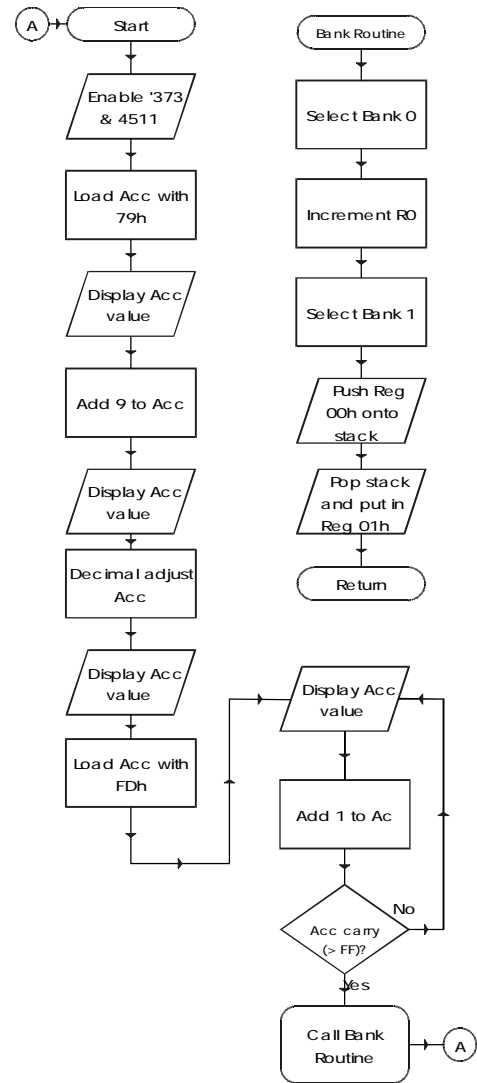 A
Start
Enable '373
& 4511
Load Acc with
79h
Display Acc
value
Add 9 to Acc
Display Acc
value
Decimal adjust
Acc
Display Acc
value
Load Acc with
FDh
Bank Routine
Select Bank 0
Increment R0
Select Bank 1
Push Reg
00h onto
stack
Pop stack
and put in
Reg 01h
Return
Display Acc
value
Add 1 to Ac
No
Acc carry
(> FF)?
Yes
Call Bank
Routine
A